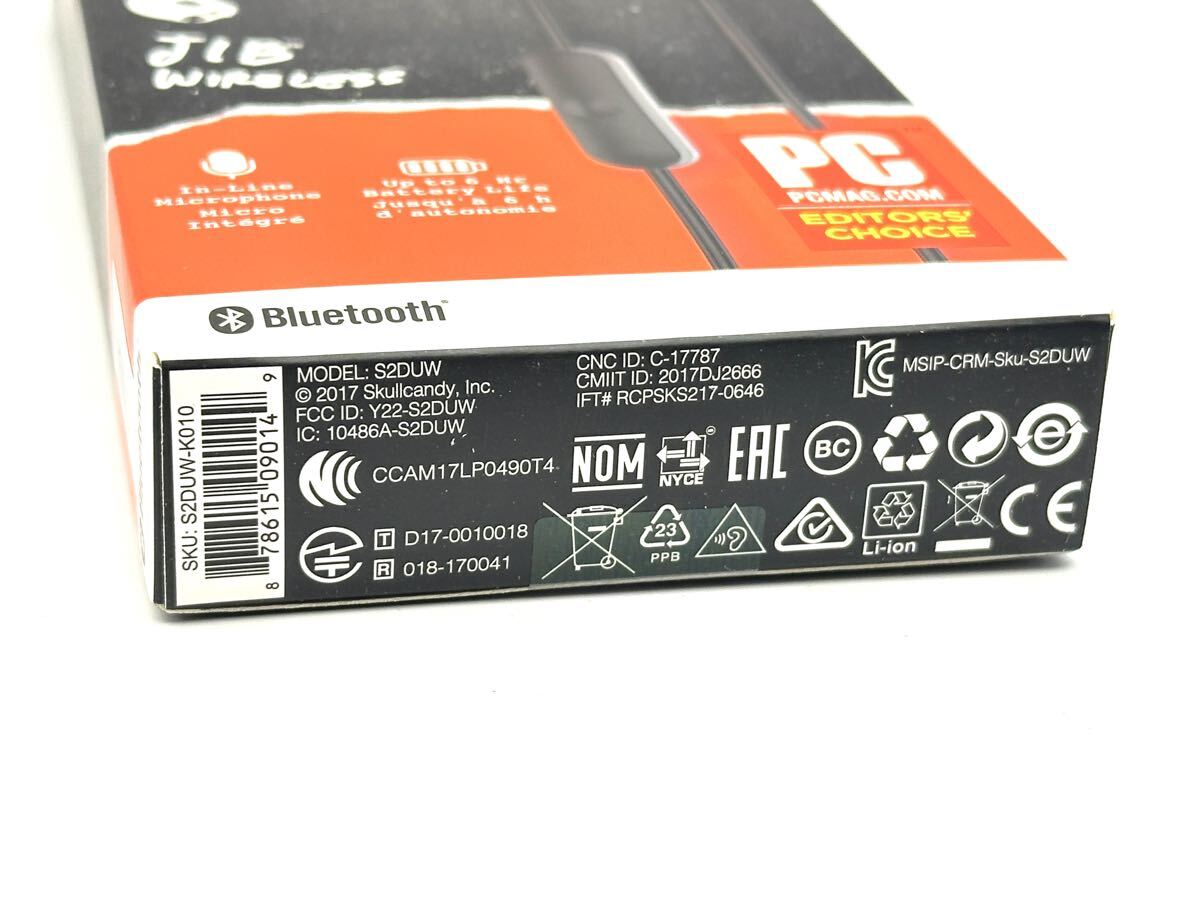 JIB™
WIRELESS
In-Line
Microphone
Micro
Intégré
Up to 6 Hr
Battery Life
Jusqu'à 6 h
d'autonomie
PC™
PCMAG.COM
EDITORS'
CHOICE
Bluetooth®
SKU: S2DUW-K010
8 78615 09014 9
MODEL: S2DUW
© 2017 Skullcandy, Inc.
FCC ID: Y22-S2DUW
IC: 10486A-S2DUW
CCAM17LP0490T4
T D17-0010018
R 018-170041
CNC ID: C-17787
CMIIT ID: 2017DJ2666
IFT# RCPSKS217-0646
NOM
NYCE
EAC
BC
MSIP-CRM-Sku-S2DUW
23
PPB
Li-ion
CE